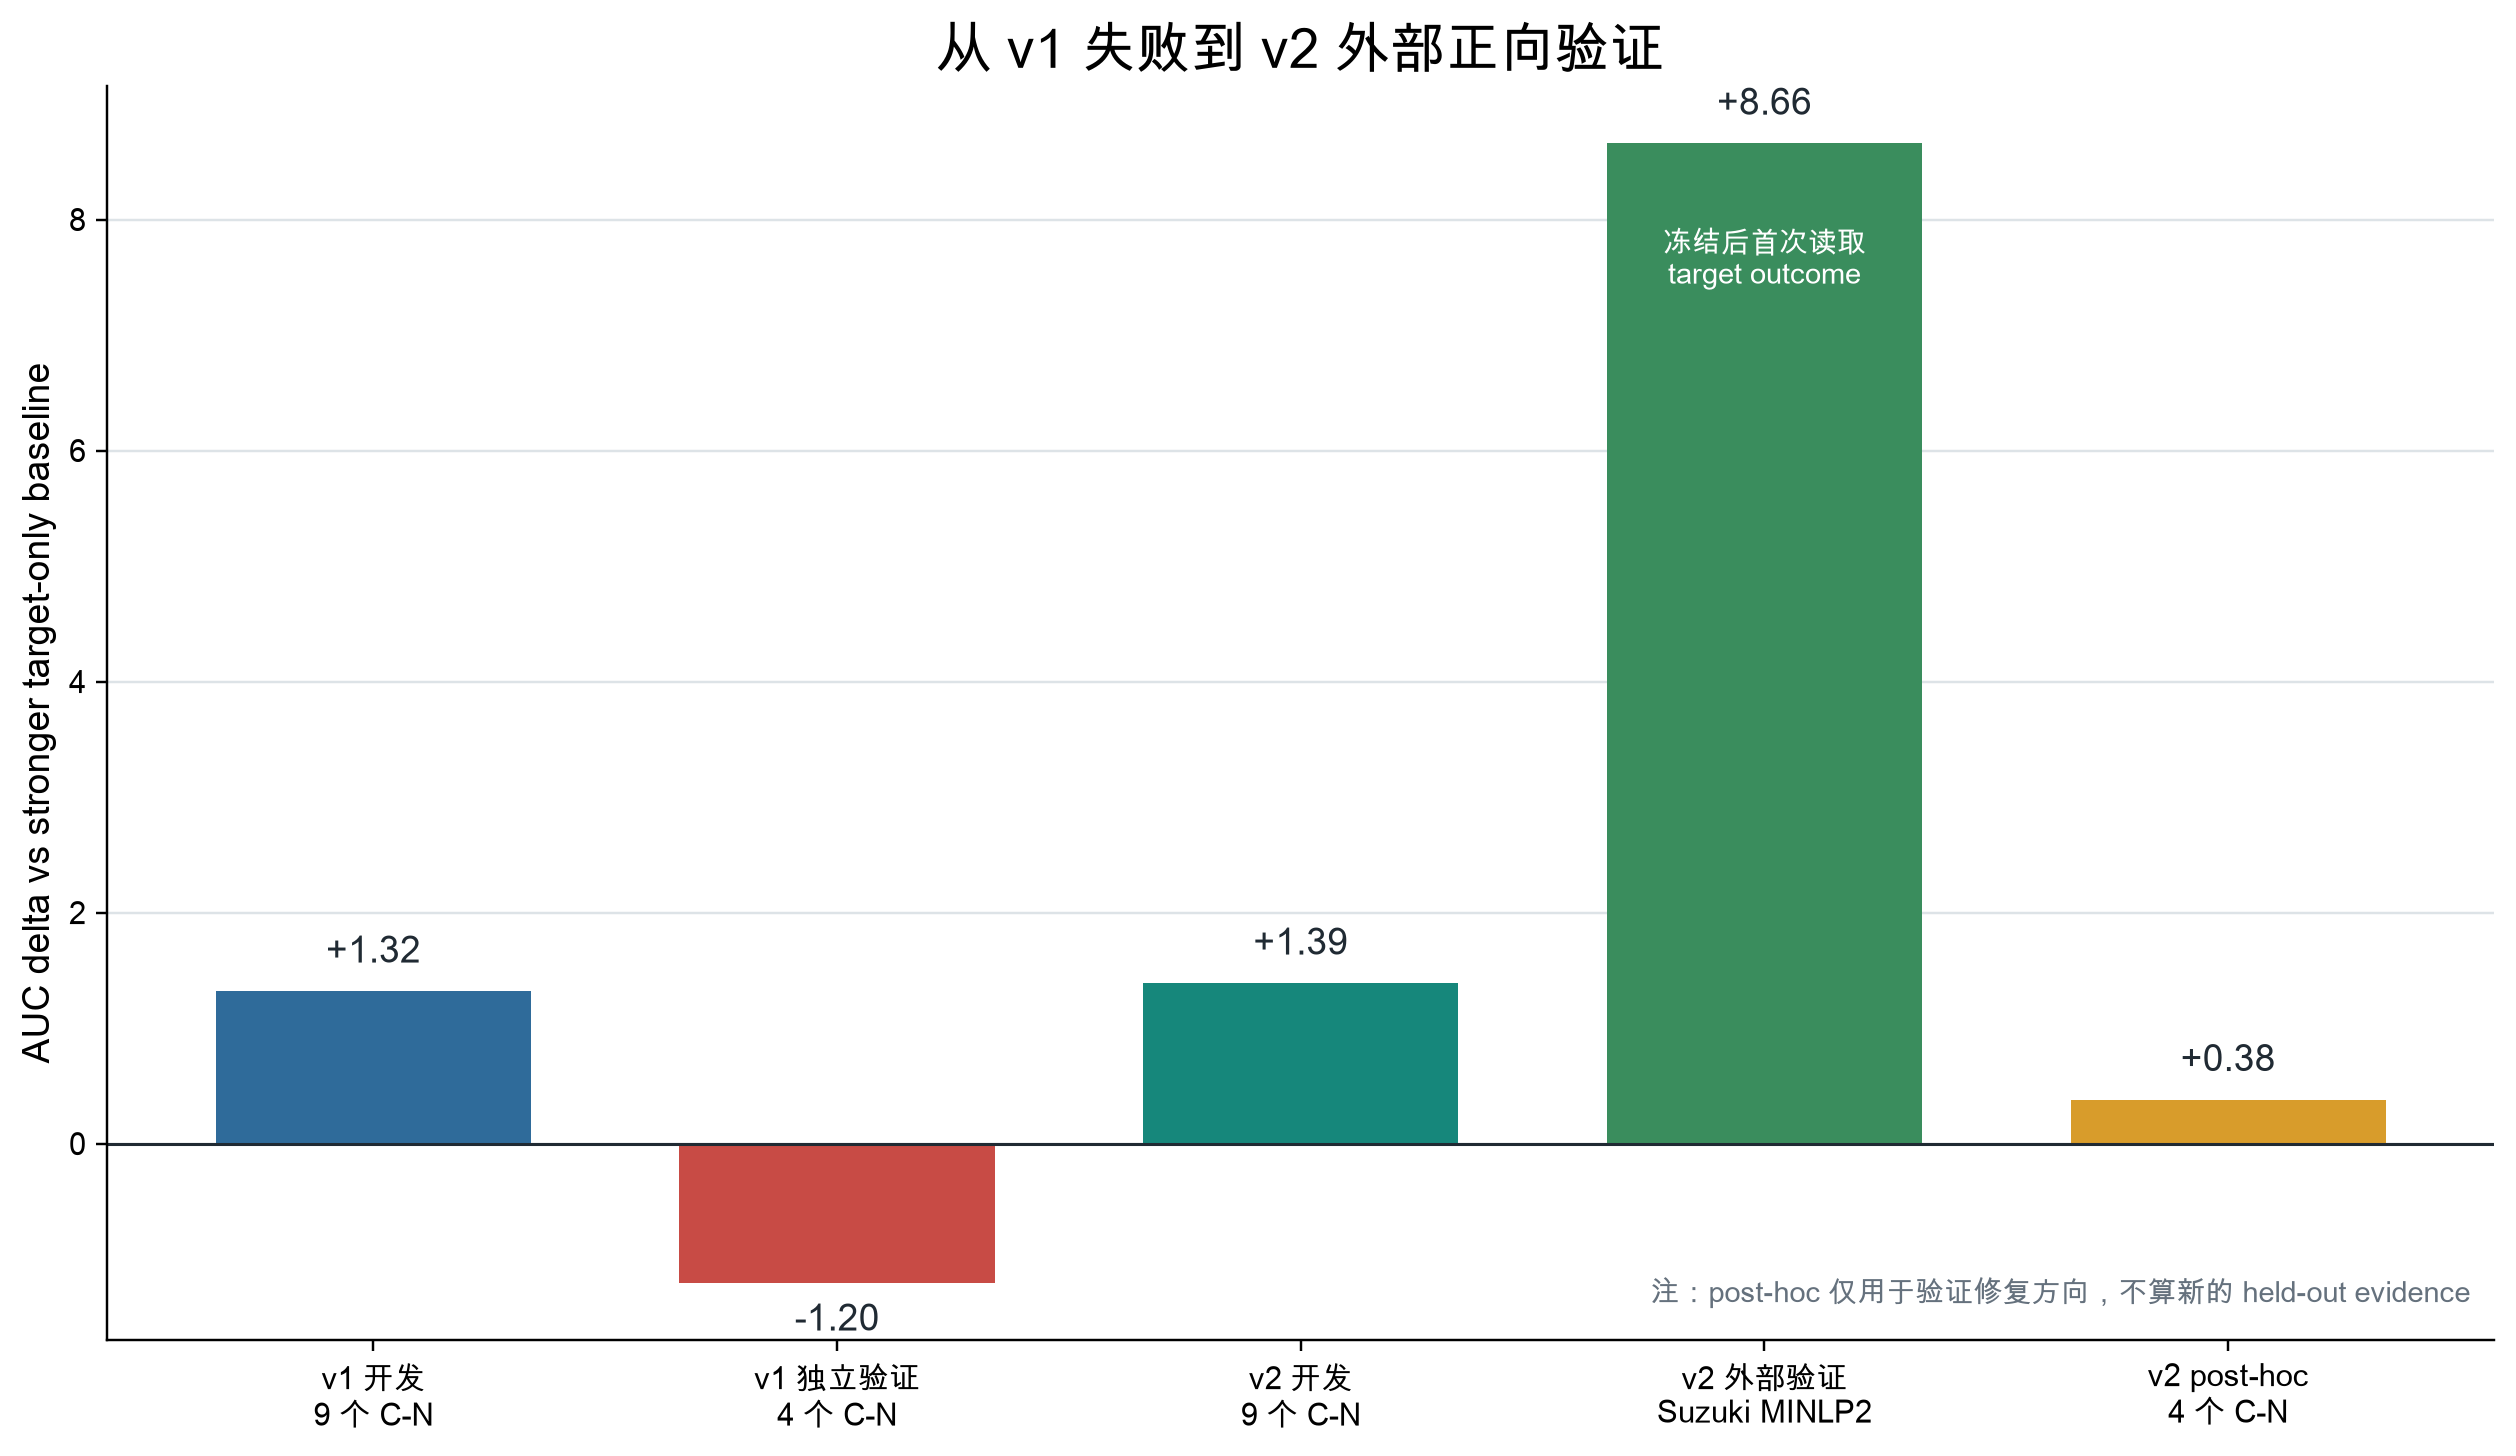 从 v1 失败到 v2 外部正向验证
AUC delta vs stronger target-only baseline
8
6
4
2
0
+1.32
-1.20
+1.39
+8.66
冻结后首次读取
target outcome
+0.38
注：post-hoc 仅用于验证修复方向，不算新的 held-out evidence
v1 开发
9 个 C-N
v1 独立验证
4 个 C-N
v2 开发
9 个 C-N
v2 外部验证
Suzuki MINLP2
v2 post-hoc
4 个 C-N